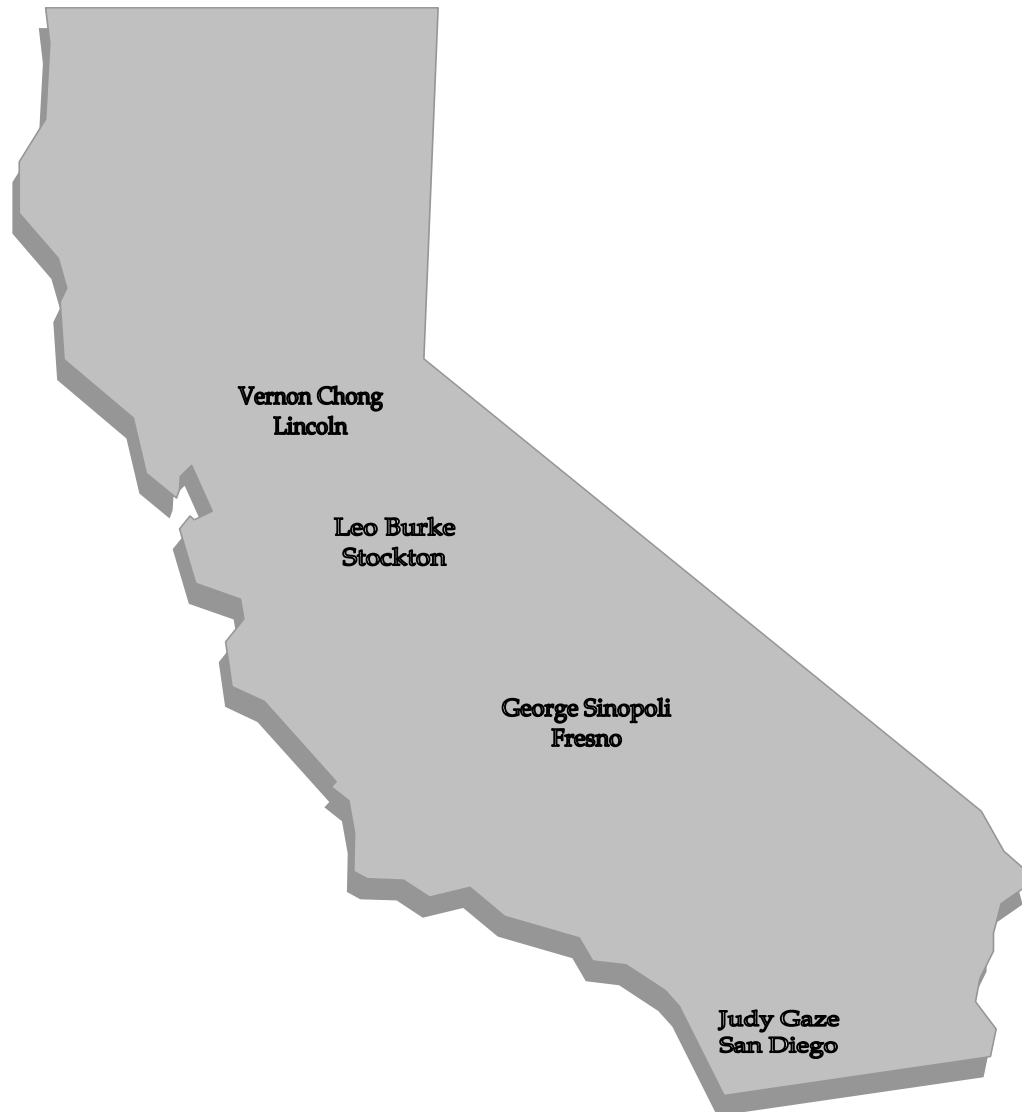 Vernon Chong
Lincoln
Leo Burke
Stockton
George Sinopoli
Fresno
Judy Gaze
San Diego